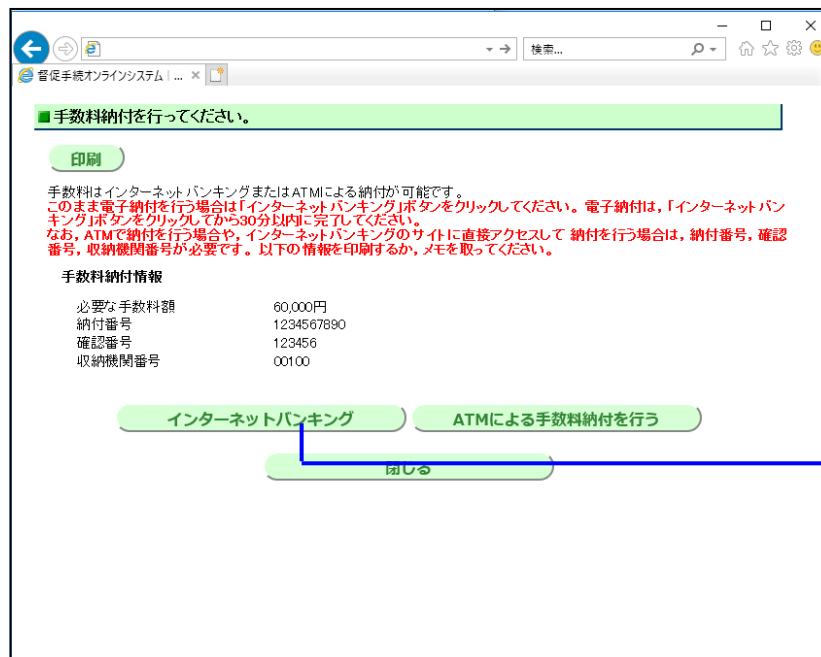 検索...
督促手続オンラインシステム | ...
■手数料納付を行ってください。
印刷
手数料はインターネットバンキングまたはATMによる納付が可能です。
このまま電子納付を行う場合は「インターネットバンキング」ボタンをクリックしてください。電子納付は,「インターネットバン
キング」ボタンをクリックしてから30分以内に完了してください。
なお,ATMで納付を行う場合や,インターネットバンキングのサイトに直接アクセスして 納付を行う場合は,納付番号,確認
番号,収納機関番号が必要です。以下の情報を印刷するか,メモを取ってください。
手数料納付情報
必要な手数料額 60,000円
納付番号 1234567890
確認番号 123456
収納機関番号 00100
インターネットバンキング ATMによる手数料納付を行う
閉じる